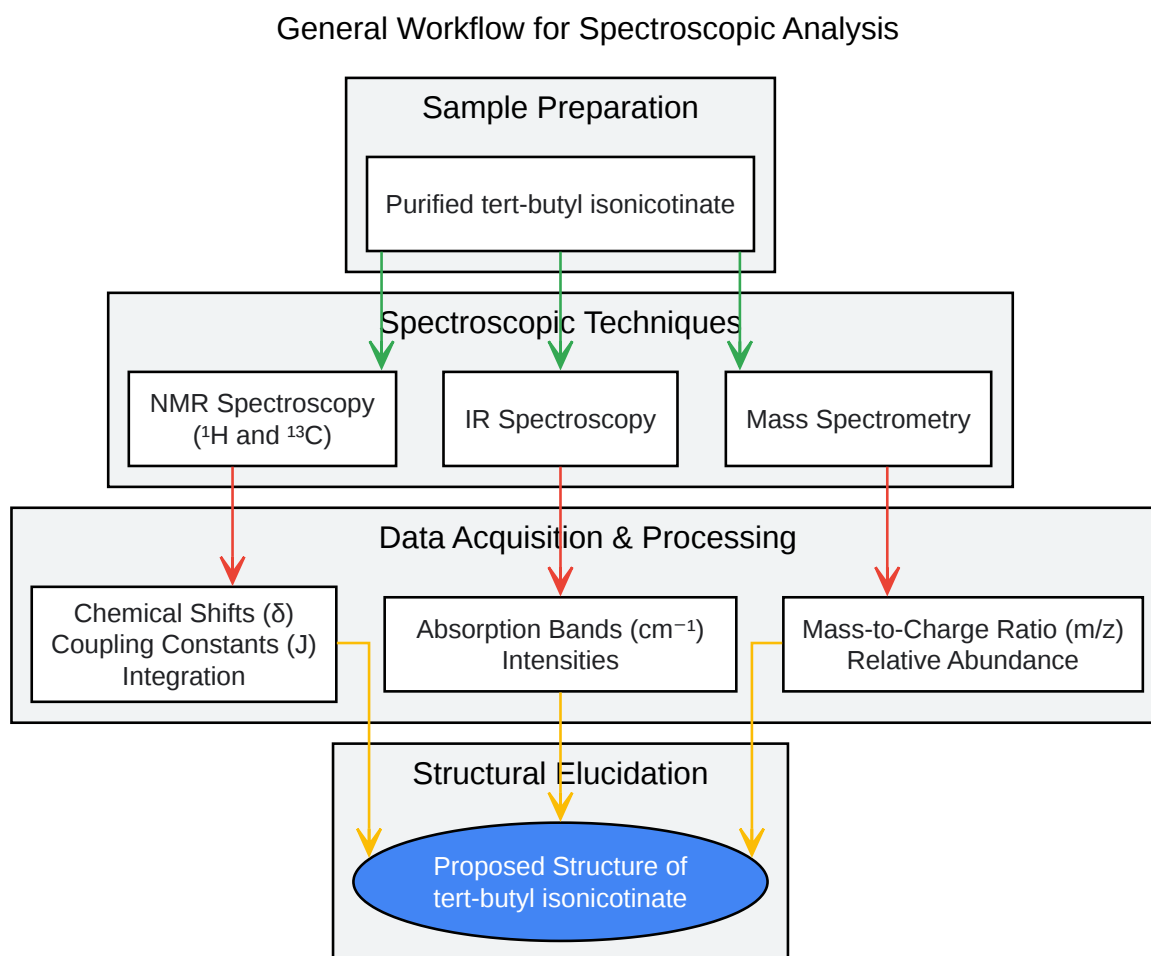 General Workflow for Spectroscopic Analysis
Sample Preparation
Purified tert-butyl isonicotinate
Spectroscopic Techniques
NMR Spectroscopy
(¹H and ¹³C)
IR Spectroscopy
Mass Spectrometry
Data Acquisition & Processing
Chemical Shifts (δ)
Coupling Constants (J)
Integration
Absorption Bands (cm⁻¹)
Intensities
Mass-to-Charge Ratio (m/z)
Relative Abundance
Structural Elucidation
Proposed Structure of
tert-butyl isonicotinate